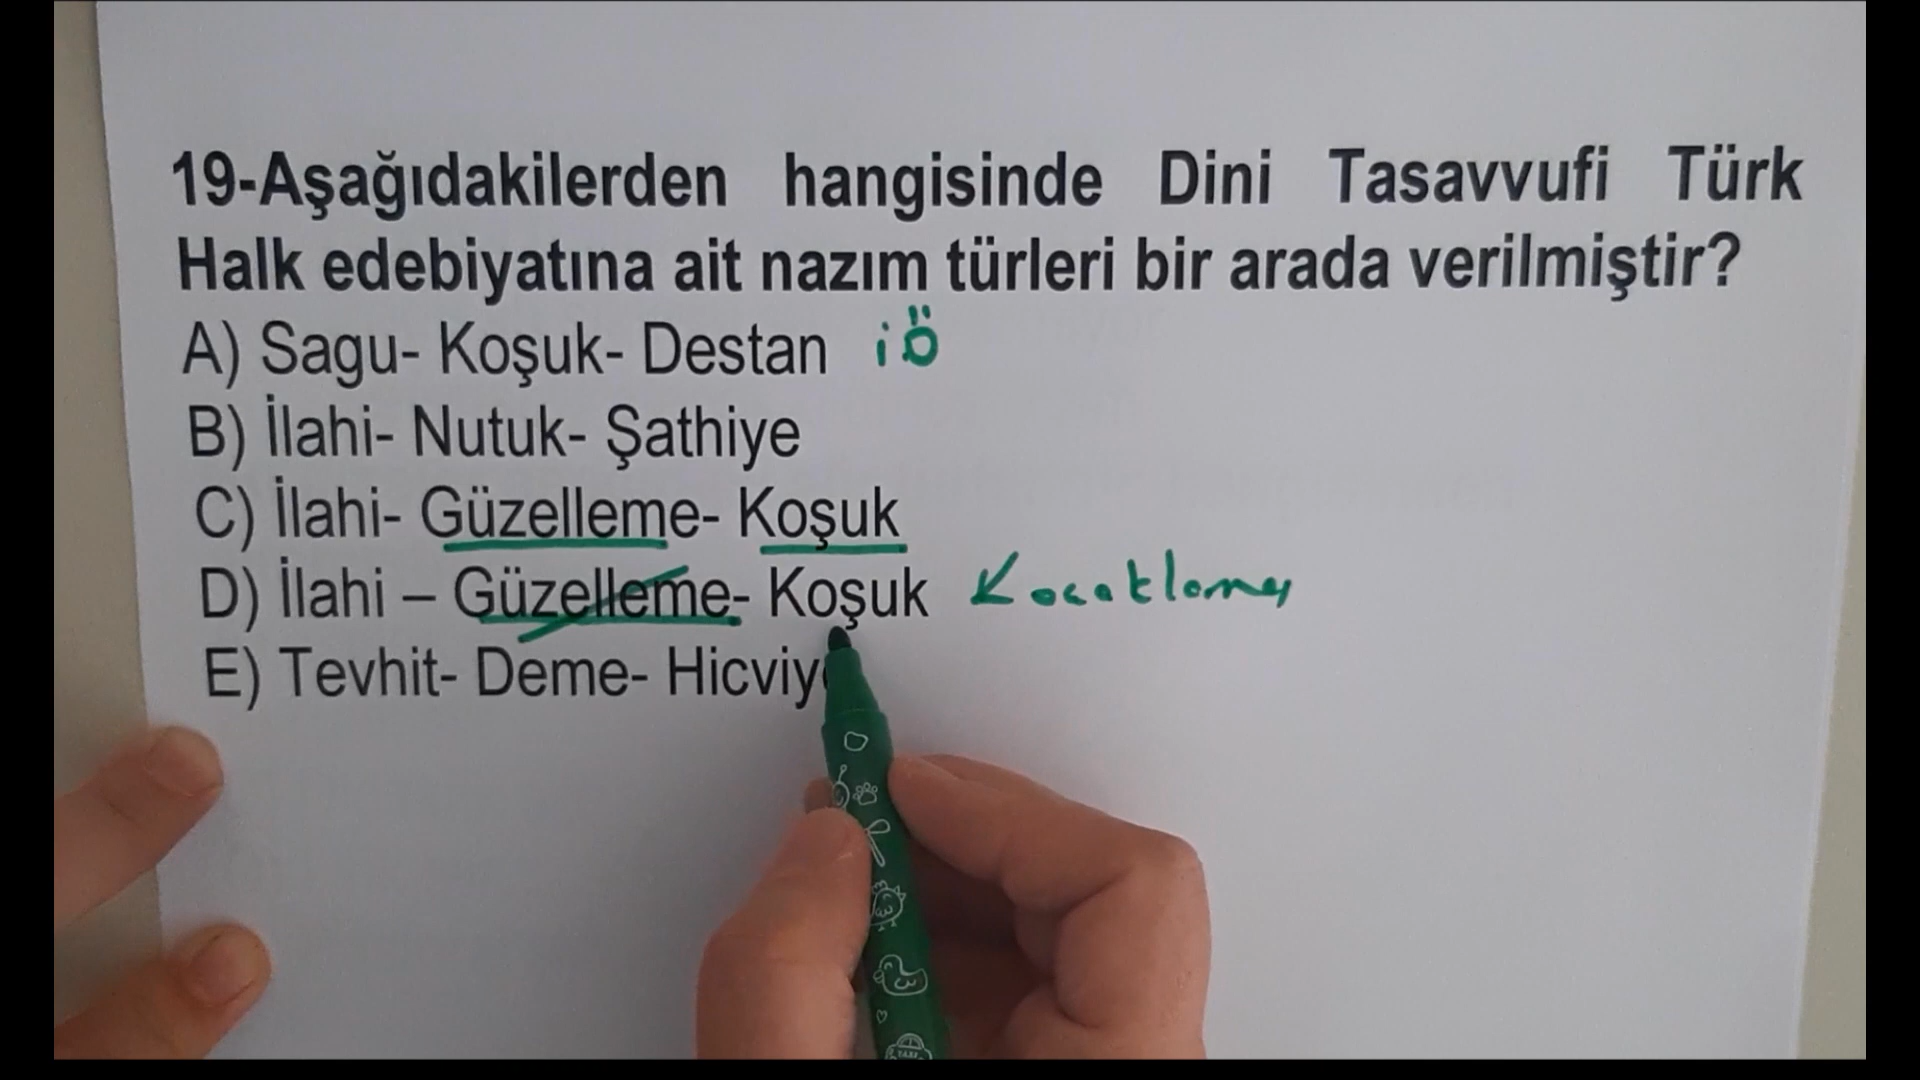 19-Aşağıdakilerden hangisinde Dini Tasavvufi Türk
Halk edebiyatına ait nazım türleri bir arada verilmiştir?
A) Sagu- Koşuk- Destan iö
B) İlahi- Nutuk- Şathiye
C) İlahi- Güzelleme- Koşuk
D) İlahi – Güzelleme- Koşuk Koçaklama
E) Tevhit- Deme- Hicviy
TAXI